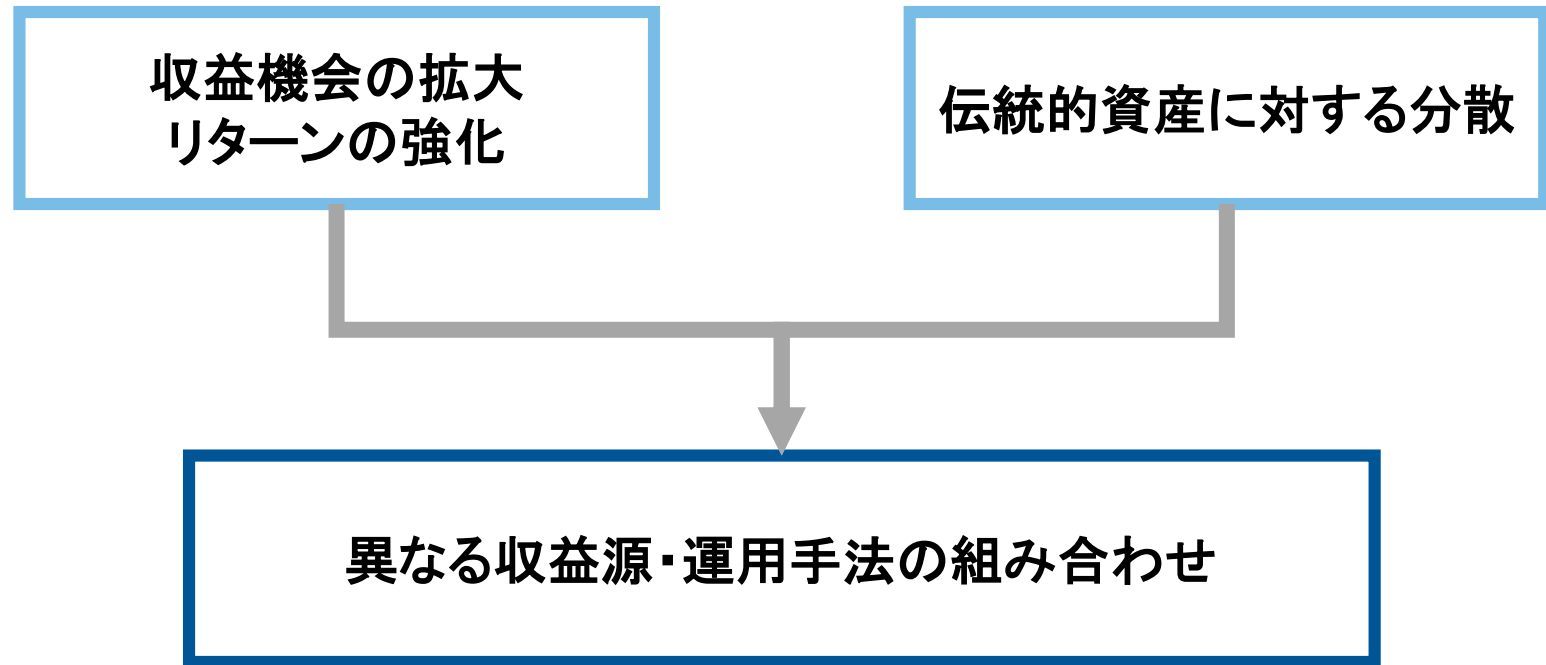 収益機会の拡大
リターンの強化
伝統的資産に対する分散
異なる収益源・運用手法の組み合わせ